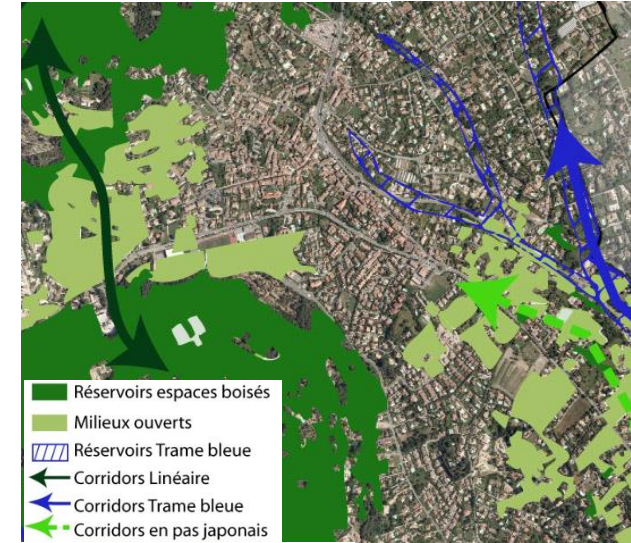 Réservoirs espaces boisés
Milieux ouverts
Réservoirs Trame bleue
Corridors Linéaire
Corridors Trame bleue
Corridors en pas japonais